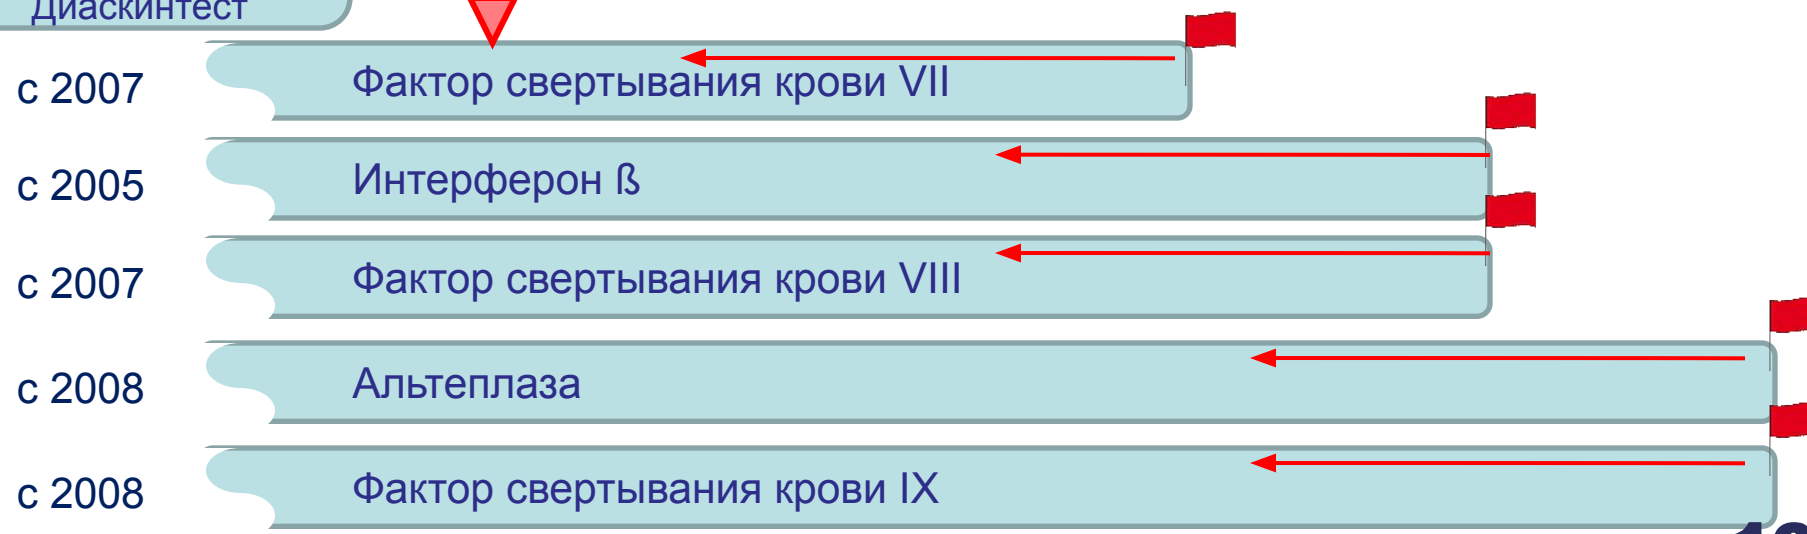 Диаскинтест
с 2007 Фактор свертывания крови VII
с 2005 Интерферон ß
с 2007 Фактор свертывания крови VIII
с 2008 Альтеплаза
с 2008 Фактор свертывания крови IX